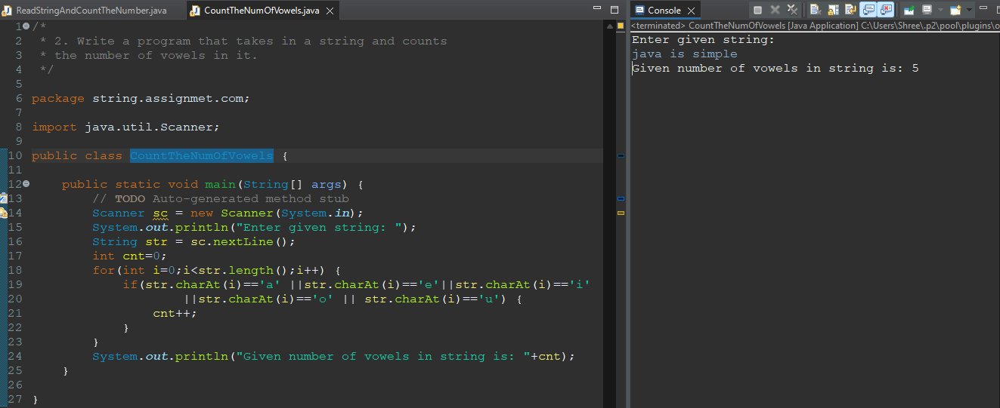 ReadStringAndCountTheNumber.java
CountTheNumOfVowels.java
1 /*
2 * 2. Write a program that takes in a string and counts
3 * the number of vowels in it.
4 */
5
6 package string.assignmet.com;
7
8 import java.util.Scanner;
9
10 public class CountTheNumOfVowels {
11
12 public static void main(String[] args) {
13 // TODO Auto-generated method stub
14 Scanner sc = new Scanner(System.in);
15 System.out.println("Enter given string: ");
16 String str = sc.nextLine();
17 int cnt=0;
18 for(int i=0;i<str.length();i++) {
19 if(str.charAt(i)=='a' ||str.charAt(i)=='e'||str.charAt(i)=='i'
20 ||str.charAt(i)=='o' || str.charAt(i)=='u') {
21 cnt++;
22 }
23 }
24 System.out.println("Given number of vowels in string is: "+cnt);
25 }
26
27 }
Console
<terminated> CountTheNumOfVowels [Java Application] C:\Users\Shree\.p2\pool\plugins\o
Enter given string:
java is simple
Given number of vowels in string is: 5